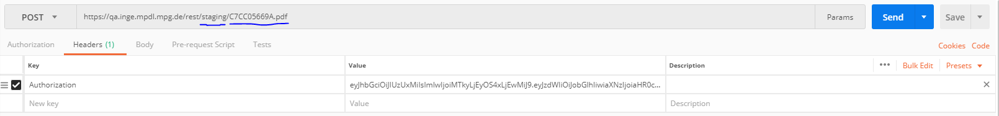 POST https://qa.inge.mpdl.mpg.de/rest/staging/C7CC05669A.pdf Params Send Save
Authorization Headers (1) Body Pre-request Script Tests Cookies Code
Key Value Description ••• Bulk Edit Presets
Authorization eyJhbGciOiJIUzUxMiIsImlwIjoiMTkyLjEyOS4xLjEwMiJ9.eyJzdWIiOiJobGlhIiwiaXNzIjoiaHR0c...
New key Value Description